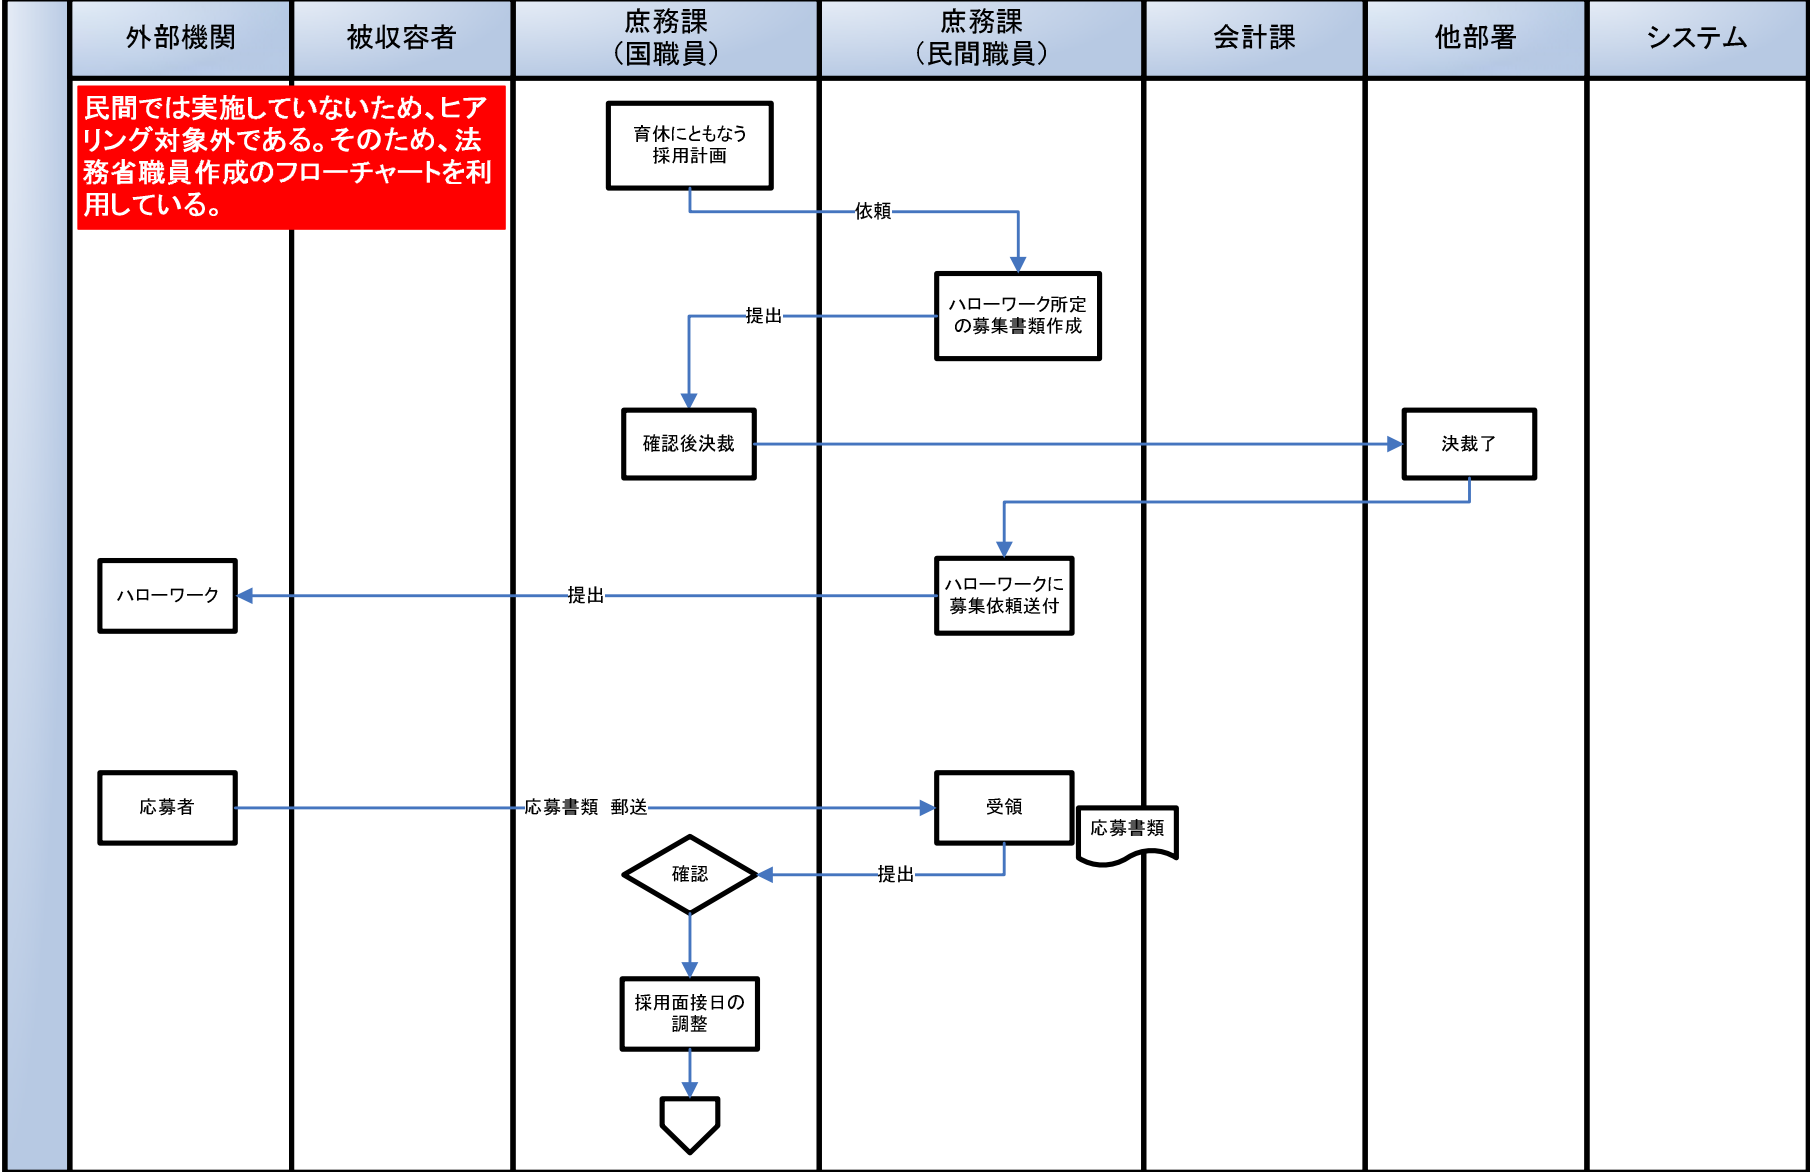 外部機関
被収容者
庶務課
（国職員）
庶務課
（民間職員）
会計課
他部署
システム
民間では実施していないため、ヒア
リング対象外である。そのため、法
務省職員作成のフローチャートを利
用している。
育休にともなう
採用計画
依頼
ハローワーク所定
の募集書類作成
提出
確認後決裁
決裁了
ハローワーク
提出
ハローワークに
募集依頼送付
応募者
応募書類　郵送
受領
応募書類
提出
確認
採用面接日の
調整